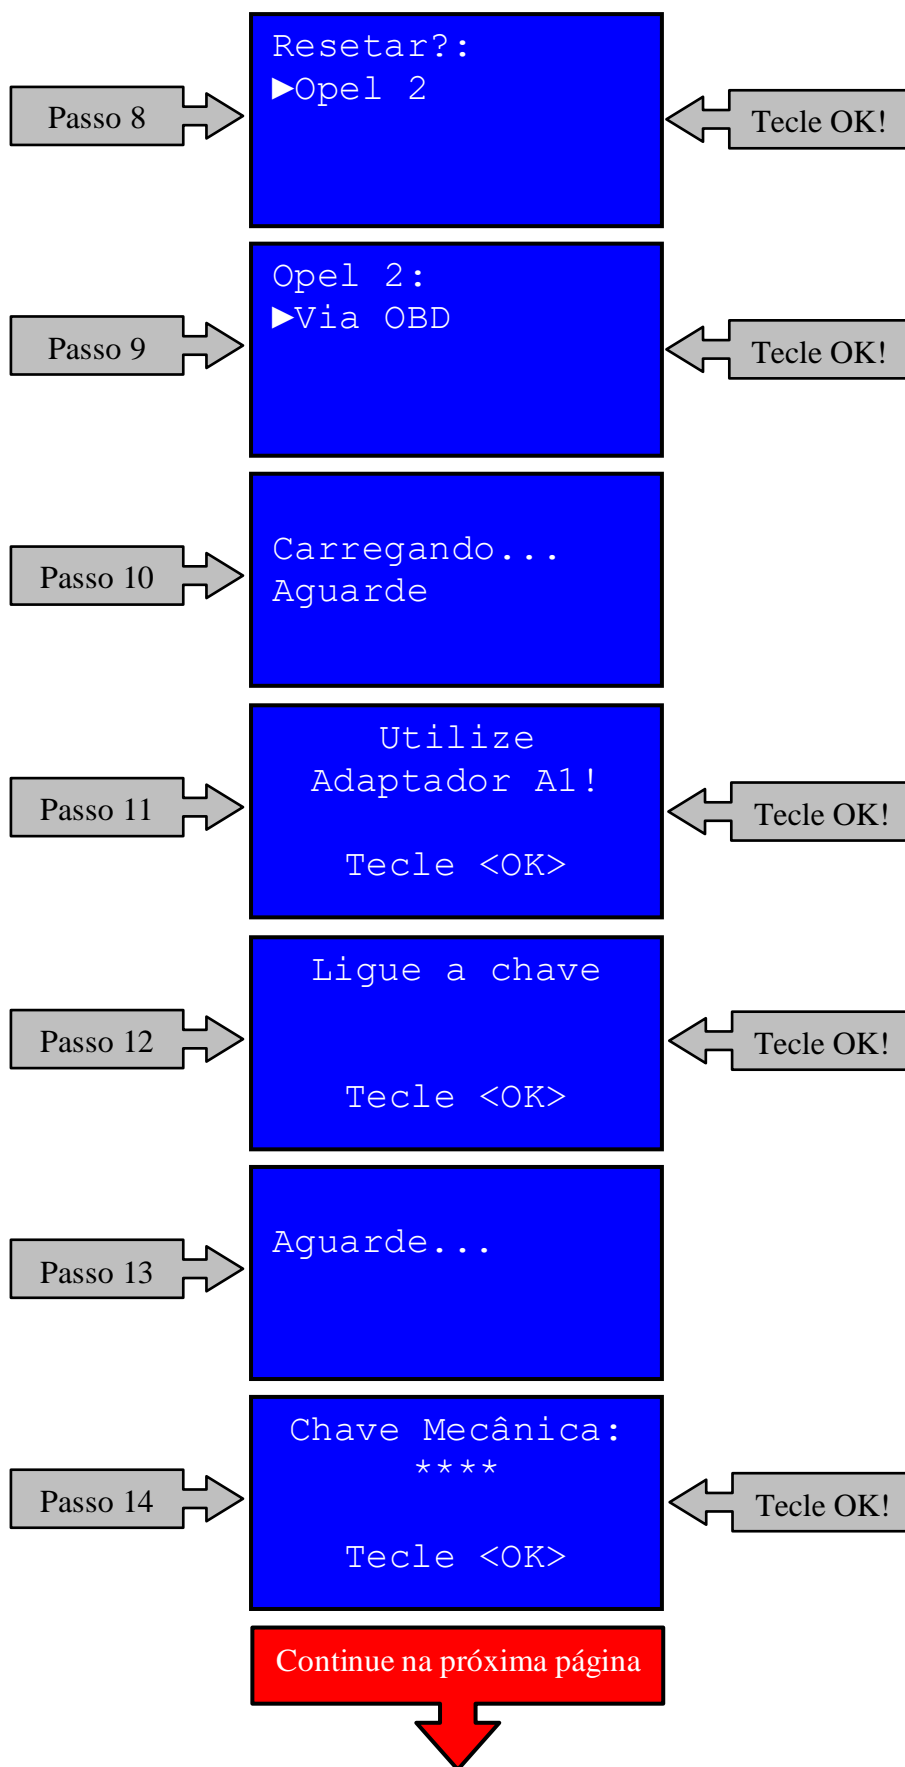 Resetar?:
►Opel 2
Passo 8
Tecle OK!
Opel 2:
►Via OBD
Passo 9
Tecle OK!
Carregando...
Aguarde
Passo 10
Utilize
Adaptador A1!
Tecle <OK>
Passo 11
Tecle OK!
Ligue a chave
Tecle <OK>
Passo 12
Tecle OK!
Aguarde...
Passo 13
Chave Mecânica:
****
Tecle <OK>
Passo 14
Tecle OK!
Continue na próxima página